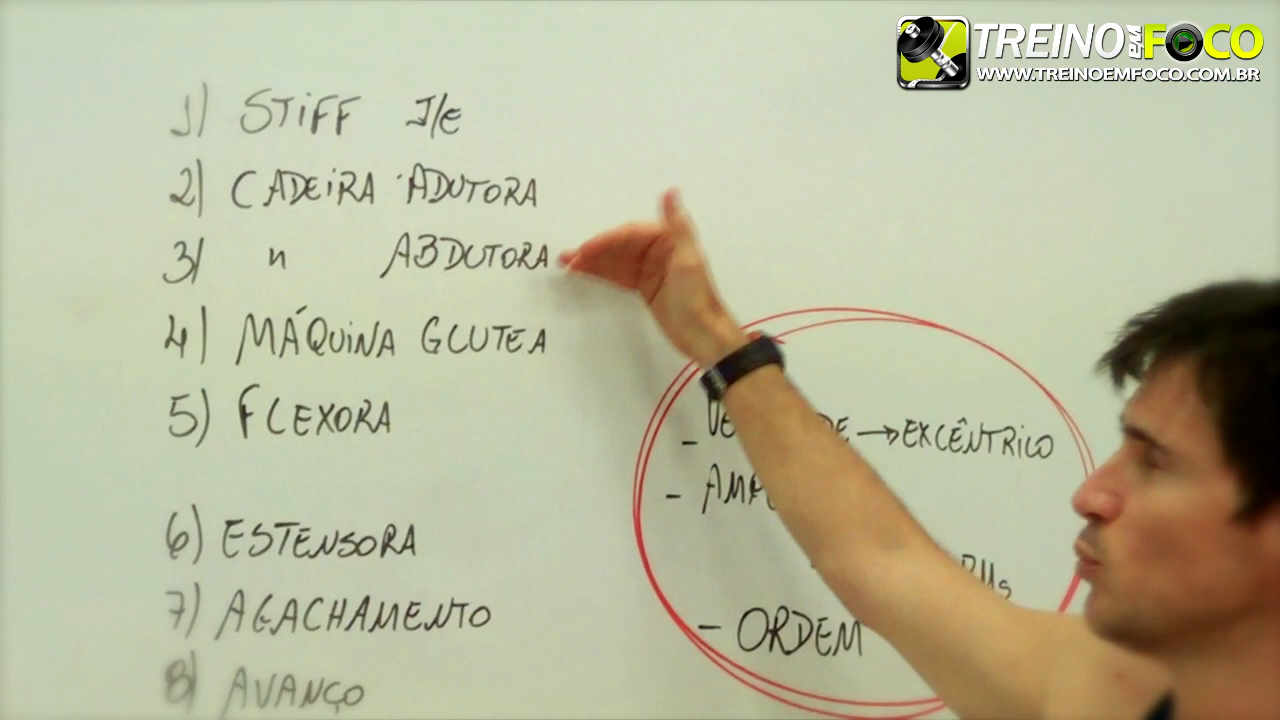 TREINO EM FOCO
WWW.TREINOEMFOCO.COM.BR
1) STIFF J/E
2) CADEIRA ADUTORA
3) " ABDUTORA
4) MÁQUINA GLUTEA
5) FLEXORA
6) ESTENSORA
7) AGACHAMENTO
8) AVANÇO
- → EXCÊNTRICO
-
- ORDEM